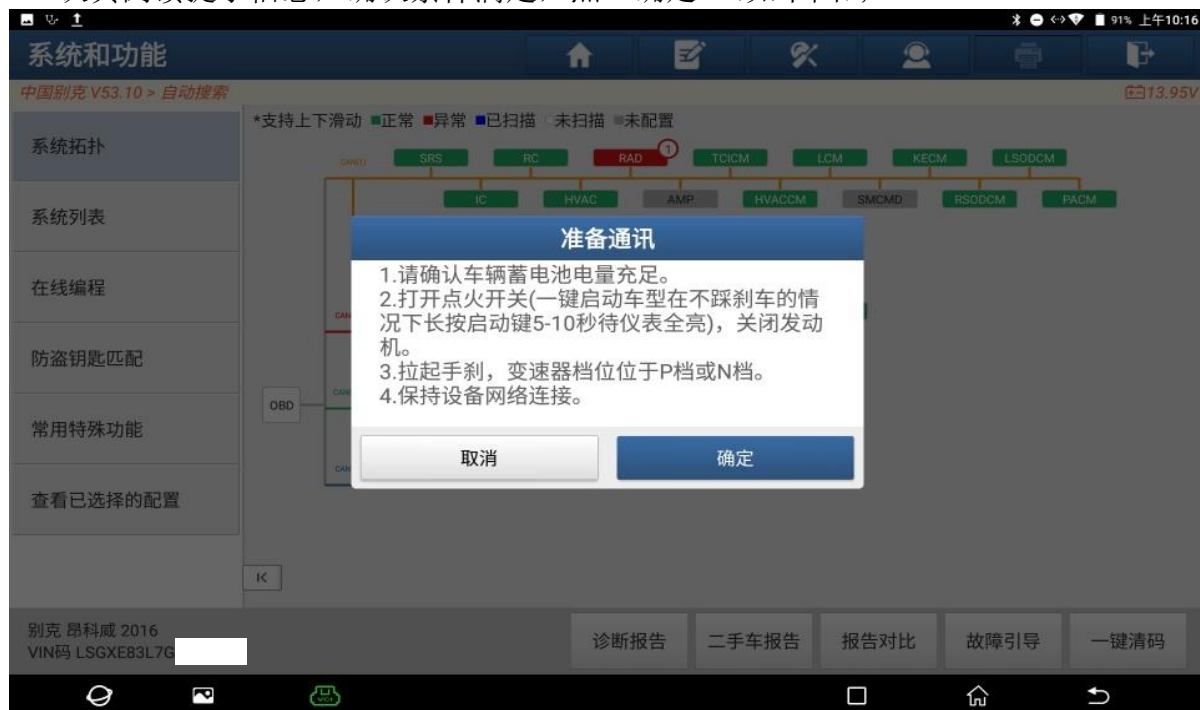 91% 上午10:16
系统和功能
中国别克 V53.10 > 自动搜索
13.95V
*支持上下滑动 正常 异常 已扫描 未扫描 未配置
系统拓扑
系统列表
在线编程
防盗钥匙匹配
常用特殊功能
查看已选择的配置
SRS RC RAD 1 TCICM LCM KECM LSODCM
IC HVAC AMP HVACCM SMCMD RSODCM PACM
OBD
准备通讯
1.请确认车辆蓄电池电量充足。
2.打开点火开关(一键启动车型在不踩刹车的情
况下长按启动键5-10秒待仪表全亮)，关闭发动
机。
3.拉起手刹，变速器档位位于P档或N档。
4.保持设备网络连接。
取消 确定
别克 昂科威 2016
VIN码 LSGXE83L7G
诊断报告 二手车报告 报告对比 故障引导 一键清码
VCI